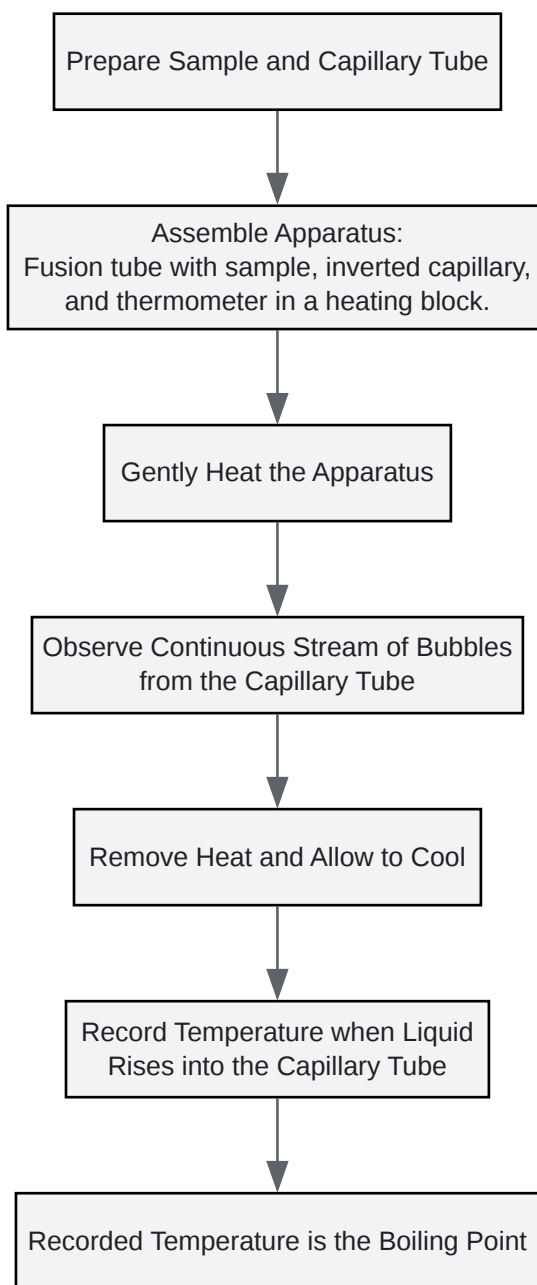 Prepare Sample and Capillary Tube
Assemble Apparatus:
Fusion tube with sample, inverted capillary,
and thermometer in a heating block.
Gently Heat the Apparatus
Observe Continuous Stream of Bubbles
from the Capillary Tube
Remove Heat and Allow to Cool
Record Temperature when Liquid
Rises into the Capillary Tube
Recorded Temperature is the Boiling Point